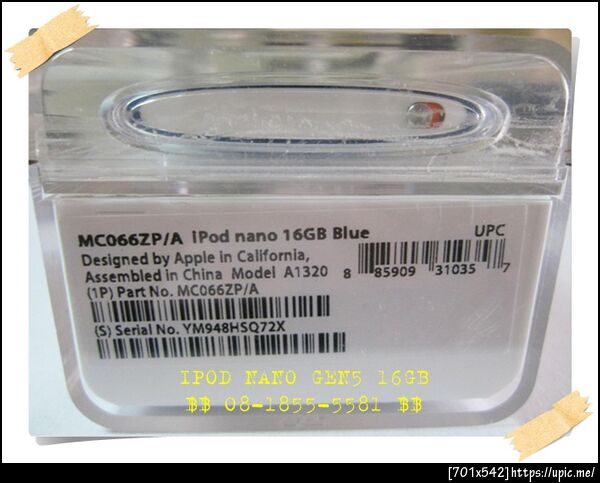 MC066ZP/A iPod nano 16GB Blue
UPC
Designed by Apple in California,
Assembled in China Model A1320
8 85909 31035 7
(1P) Part No. MC066ZP/A
(S) Serial No. YM948HSQ72X
IPOD NANO GEN5 16GB
฿฿ 08-1855-5581 ฿฿
[701x542]https://upic.me/